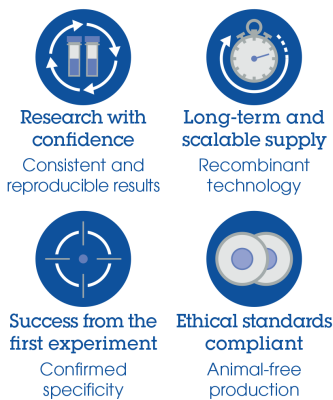 Research with
confidence
Consistent and
reproducible results
Long-term and
scalable supply
Recombinant
technology
Success from the
first experiment
Confirmed
specificity
Ethical standards
compliant
Animal-free
production